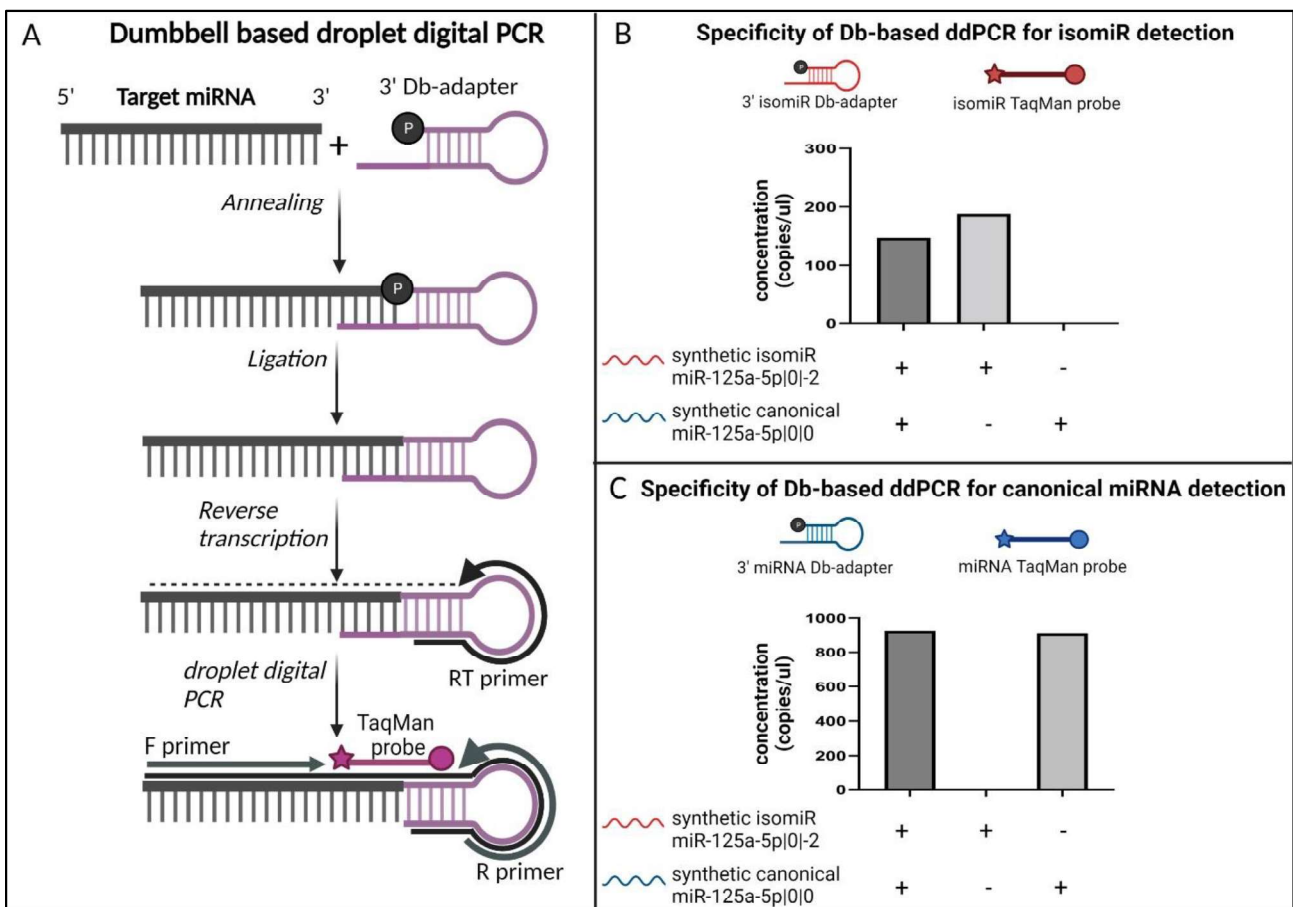 A Dumbbell based droplet digital PCR
5' Target miRNA 3'
3' Db-adapter
P
+
Annealing
P
Ligation
Reverse
transcription
RT primer
droplet digital
PCR
TaqMan
probe
F primer
R primer
B Specificity of Db-based ddPCR for isomiR detection
P
3' isomiR Db-adapter
isomiR TaqMan probe
300
200
100
0
concentration
(copies/ul)
synthetic isomiR
miR-125a-5p|0|-2
+ + -
synthetic canonical
miR-125a-5p|0|0
+ - +
C Specificity of Db-based ddPCR for canonical miRNA detection
P
3' miRNA Db-adapter
miRNA TaqMan probe
1000
800
600
400
200
0
concentration
(copies/ul)
synthetic isomiR
miR-125a-5p|0|-2
+ + -
synthetic canonical
miR-125a-5p|0|0
+ - +